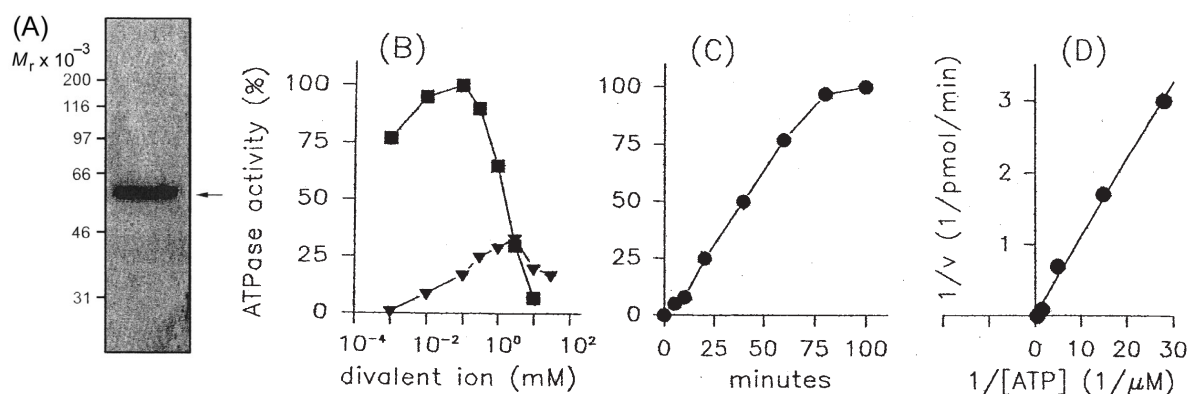 (A)
Mr x 10⁻³
200
116
97
66
46
31
(B)
ATPase activity (%)
100
75
50
25
0
10⁻⁴ 10⁻² 10⁰ 10²
divalent ion (mM)
(C)
100
75
50
25
0
0 25 50 75 100
minutes
(D)
1/v (1/pmol/min)
3
2
1
0 10 20 30
1/[ATP] (1/μM)